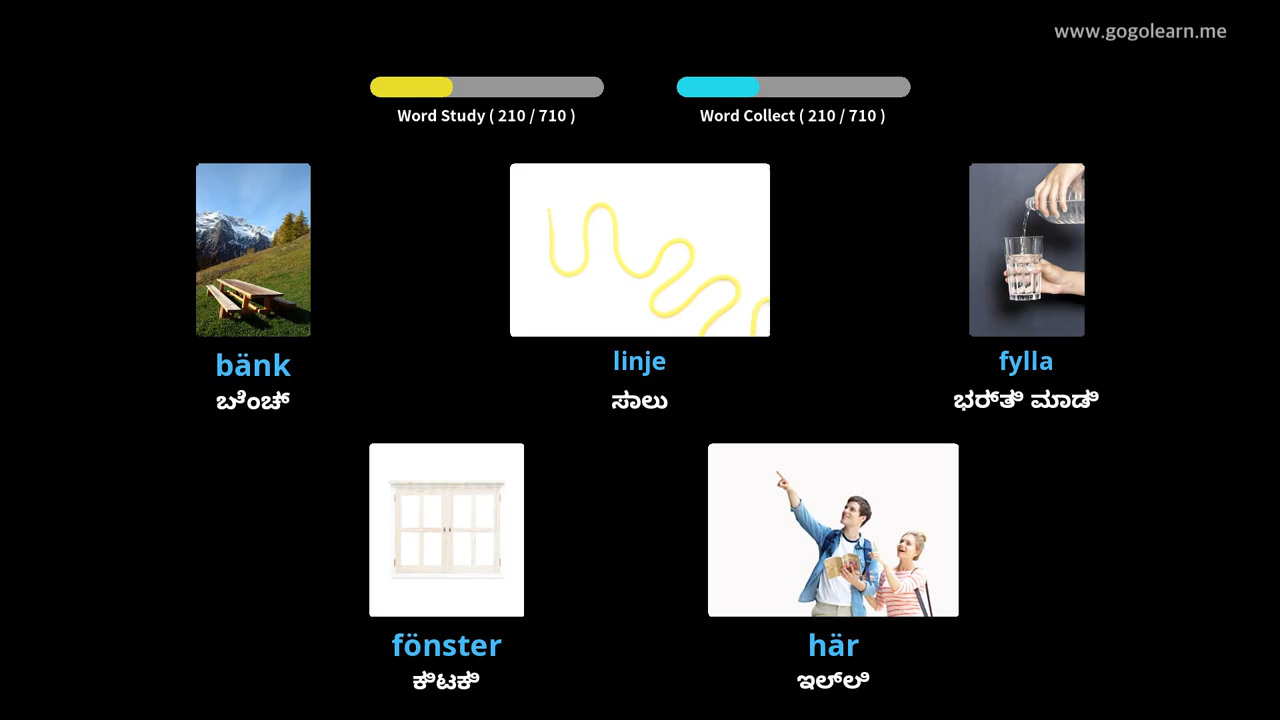 www.gogolearn.me
Word Study ( 210 / 710 )
Word Collect ( 210 / 710 )
bänk
ಬೆಂಚ್
linje
ಸಾಲು
fylla
ಭರ್ತಿ ಮಾಡಿ
fönster
ಕಿಟಕಿ
här
ಇಲ್ಲಿ